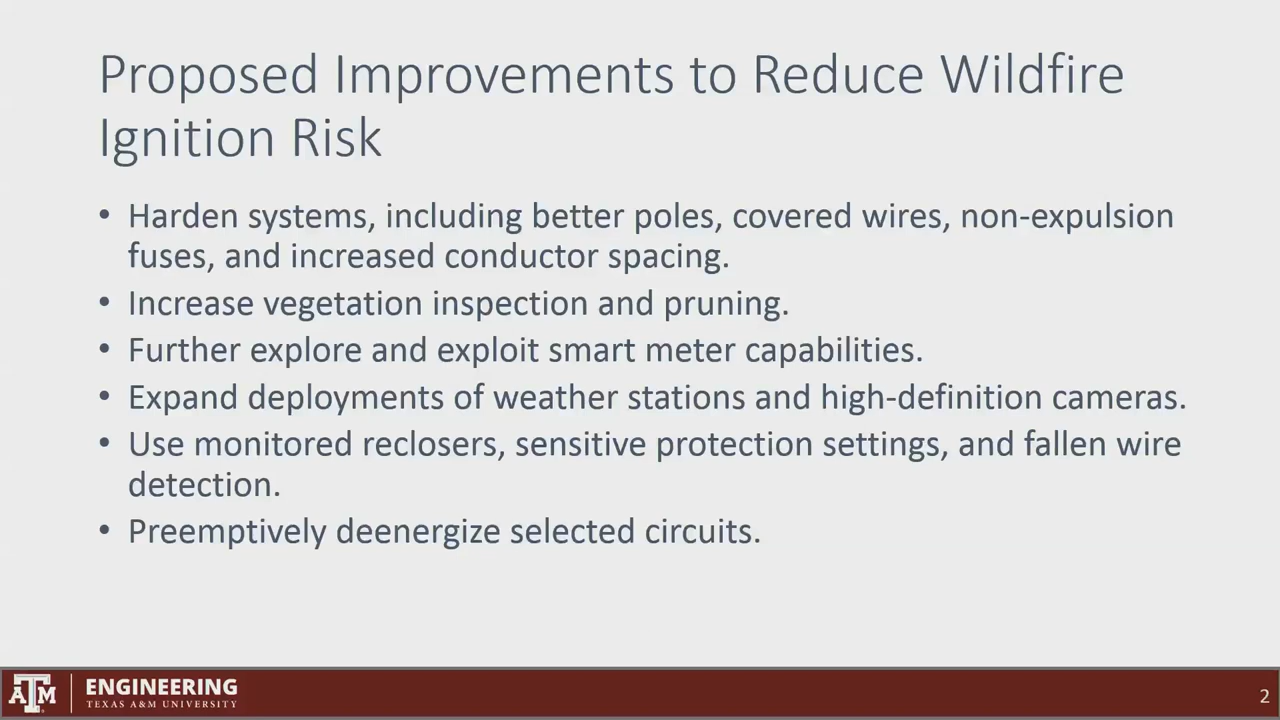 Proposed Improvements to Reduce Wildfire
Ignition Risk
• Harden systems, including better poles, covered wires, non-expulsion
fuses, and increased conductor spacing.
• Increase vegetation inspection and pruning.
• Further explore and exploit smart meter capabilities.
• Expand deployments of weather stations and high-definition cameras.
• Use monitored reclosers, sensitive protection settings, and fallen wire
detection.
• Preemptively deenergize selected circuits.
ATM
ENGINEERING
TEXAS A&M UNIVERSITY
2